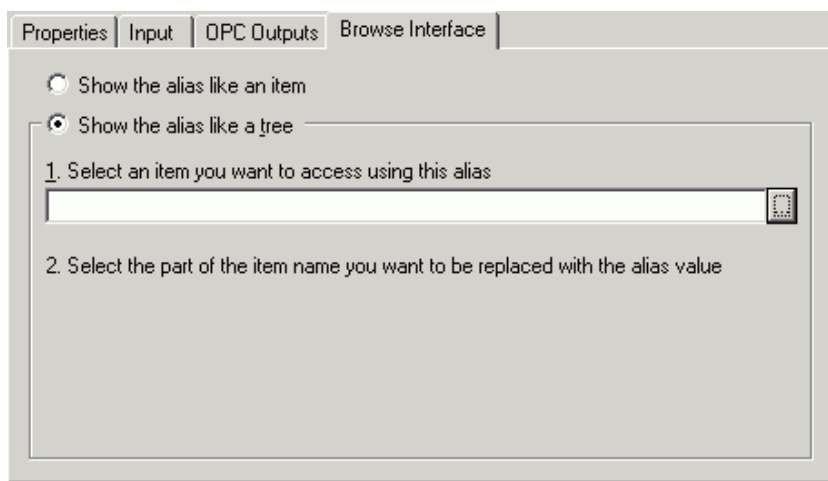 Properties Input OPC Outputs Browse Interface
Show the alias like an item
Show the alias like a tree
1. Select an item you want to access using this alias
2. Select the part of the item name you want to be replaced with the alias value